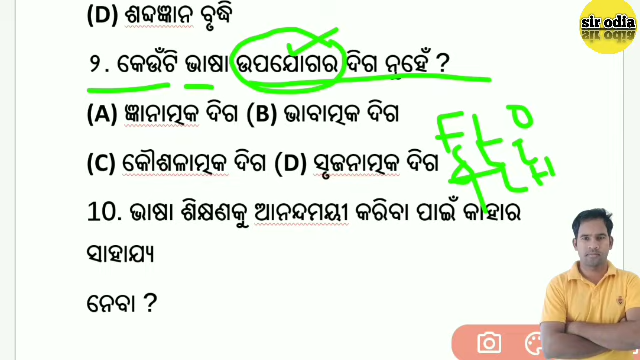 (D) ଶବ୍ଦଜ୍ଞାନ ବୃଦ୍ଧି
sir odia
୨. କେଉଁଟି ଭାଷା ଉପଯୋଗର ଦିଗ ନୁହେଁ ?
(A) ଜ୍ଞାନାତ୍ମକ ଦିଗ (B) ଭାବାତ୍ମକ ଦିଗ
(C) କୌଶଳାତ୍ମକ ଦିଗ (D) ସୃଜନାତ୍ମକ ଦିଗ
10. ଭାଷା ଶିକ୍ଷଣକୁ ଆନନ୍ଦମୟୀ କରିବା ପାଇଁ କାହାର
ସାହାଯ୍ୟ
ନେବା ?